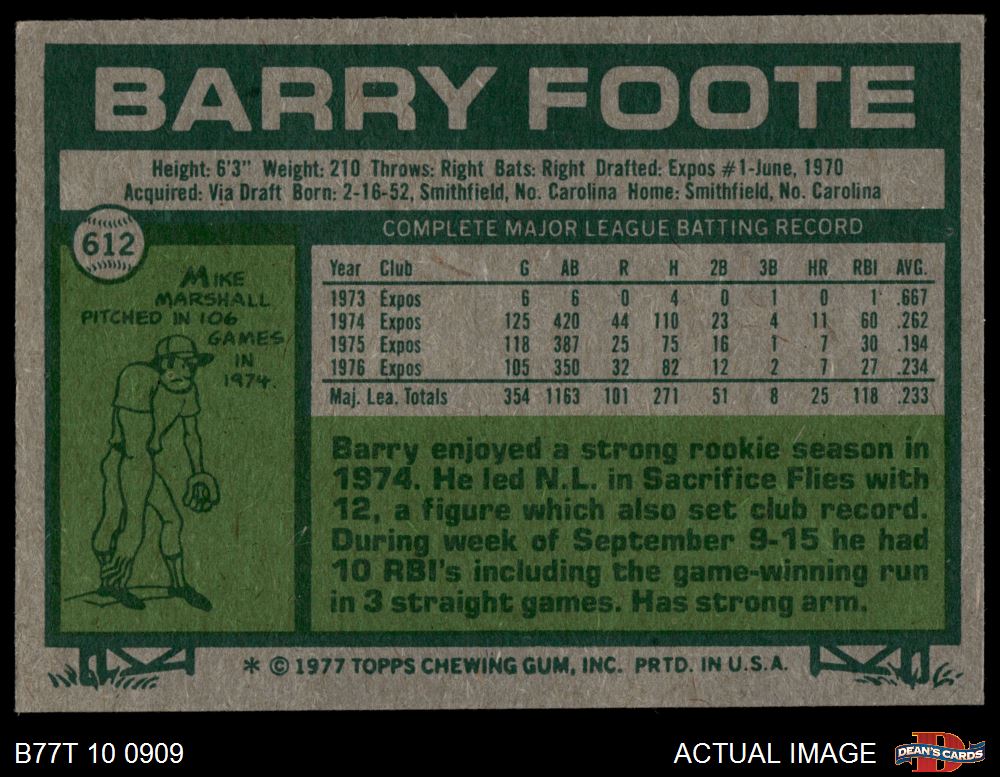 BARRY FOOTE
Height: 6'3" Weight: 210 Throws: Right Bats: Right Drafted: Expos #1-June, 1970
Acquired: Via Draft Born: 2-16-52, Smithfield, No. Carolina Home: Smithfield, No. Carolina
612
MIKE
MARSHALL
PITCHED IN 106
GAMES
IN
1974.
COMPLETE MAJOR LEAGUE BATTING RECORD
Year Club G AB R H 2B 3B HR RBI AVG.
1973 Expos 6 6 0 4 0 1 0 1 .667
1974 Expos 125 420 44 110 23 4 11 60 .262
1975 Expos 118 387 25 75 16 1 7 30 .194
1976 Expos 105 350 32 82 12 2 7 27 .234
Maj. Lea. Totals 354 1163 101 271 51 8 25 118 .233
Barry enjoyed a strong rookie season in
1974. He led N.L. in Sacrifice Flies with
12, a figure which also set club record.
During week of September 9-15 he had
10 RBI's including the game-winning run
in 3 straight games. Has strong arm.
* © 1977 TOPPS CHEWING GUM, INC. PRTD. IN U.S.A.
B77T 10 0909
ACTUAL IMAGE
DEAN'S CARDS